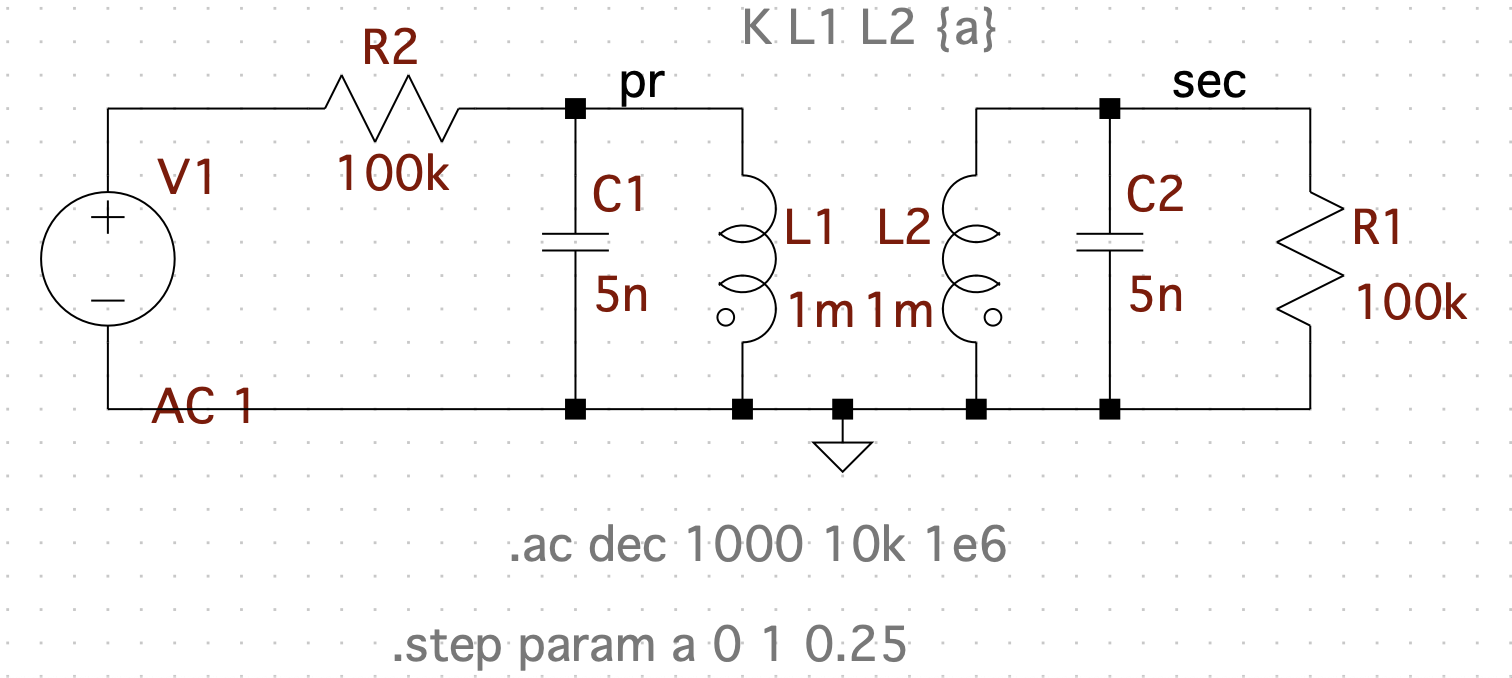 K L1 L2 {a}
R2
pr
sec
V1
100k
C1
L1
L2
C2
R1
5n
1m
1m
5n
100k
AC 1
.ac dec 1000 10k 1e6
.step param a 0 1 0.25